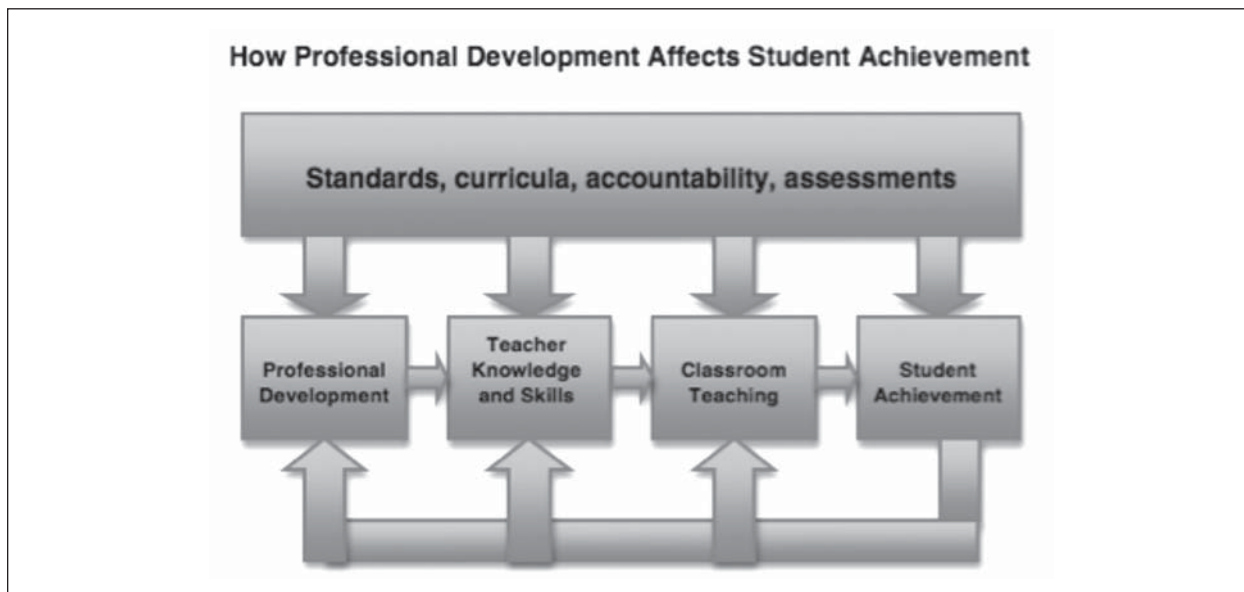 How Professional Development Affects Student Achievement
Standards, curricula, accountability, assessments
Professional
Development
Teacher
Knowledge
and Skills
Classroom
Teaching
Student
Achievement